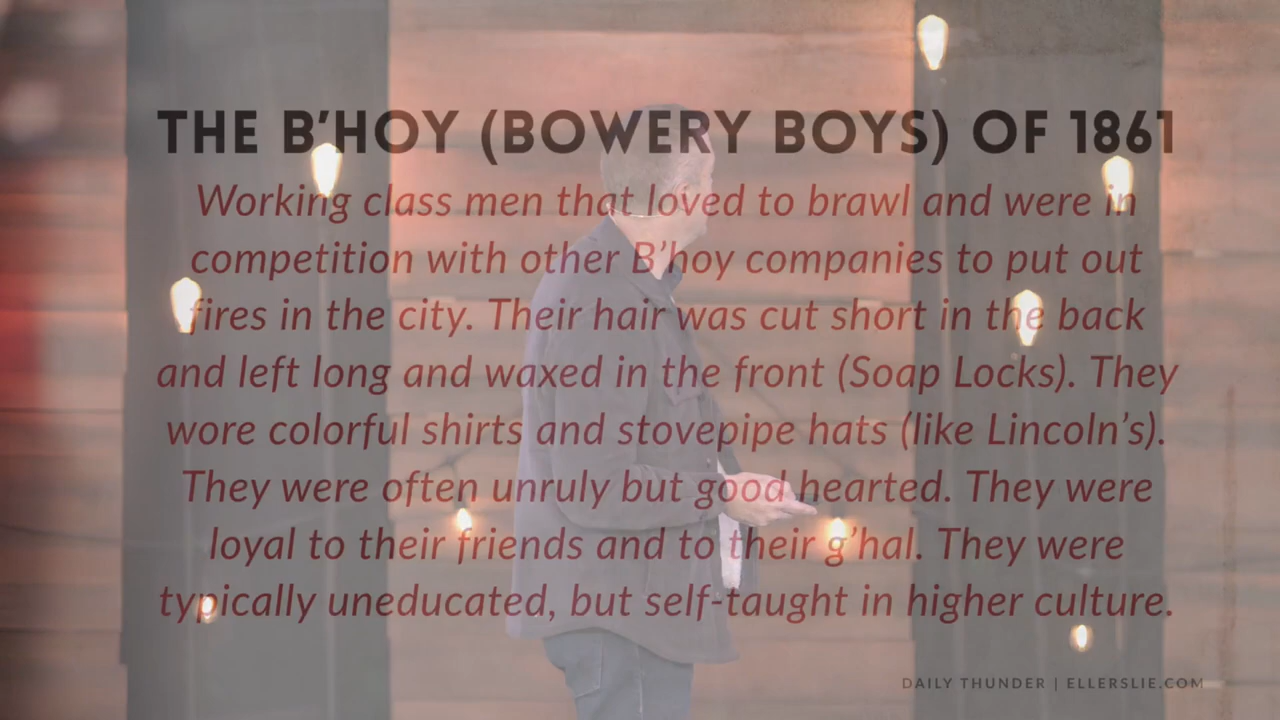 THE B'HOY (BOWERY BOYS) OF 1861
Working class men that loved to brawl and were in
competition with other B'hoy companies to put out
fires in the city. Their hair was cut short in the back
and left long and waxed in the front (Soap Locks). They
wore colorful shirts and stovepipe hats (like Lincoln's).
They were often unruly but good hearted. They were
loyal to their friends and to their g'hal. They were
typically uneducated, but self-taught in higher culture.
DAILY THUNDER | ELLERSLIE.COM